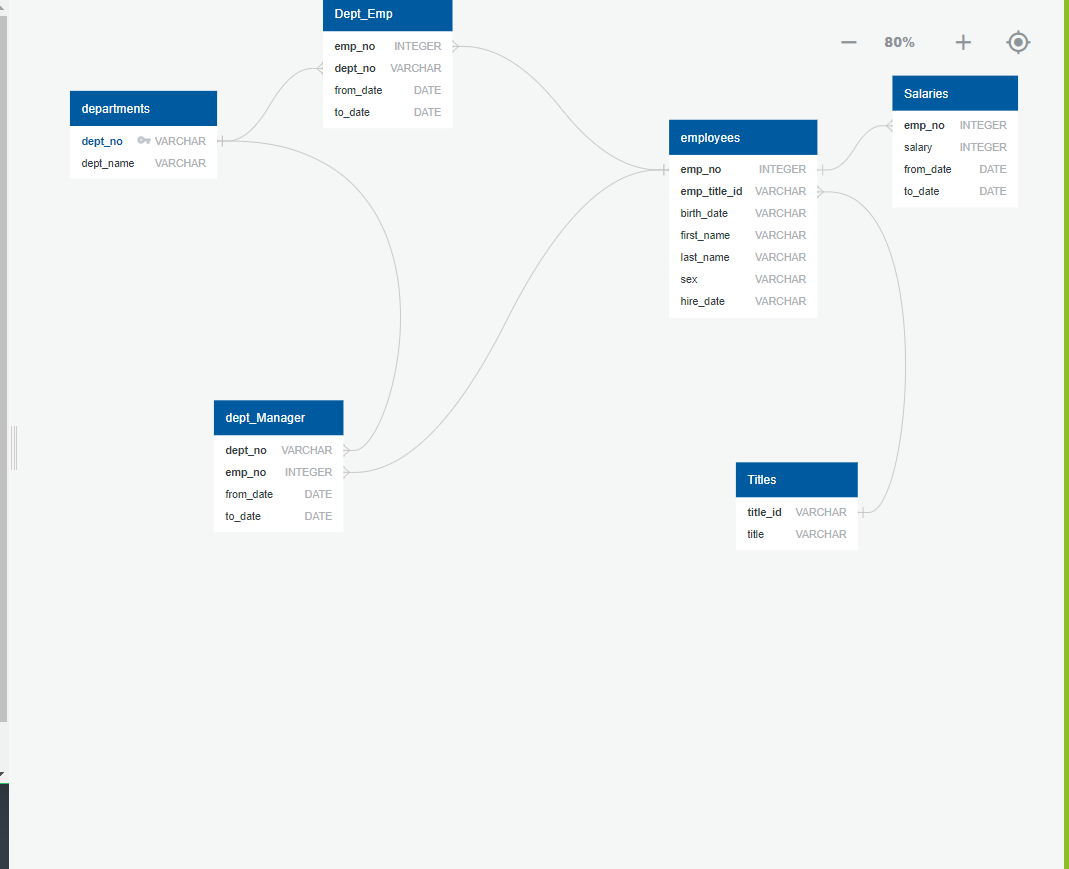 Dept_Emp
emp_no INTEGER
dept_no VARCHAR
from_date DATE
to_date DATE
80%
departments
dept_no VARCHAR
dept_name VARCHAR
employees
emp_no INTEGER
emp_title_id VARCHAR
birth_date VARCHAR
first_name VARCHAR
last_name VARCHAR
sex VARCHAR
hire_date VARCHAR
Salaries
emp_no INTEGER
salary INTEGER
from_date DATE
to_date DATE
dept_Manager
dept_no VARCHAR
emp_no INTEGER
from_date DATE
to_date DATE
Titles
title_id VARCHAR
title VARCHAR